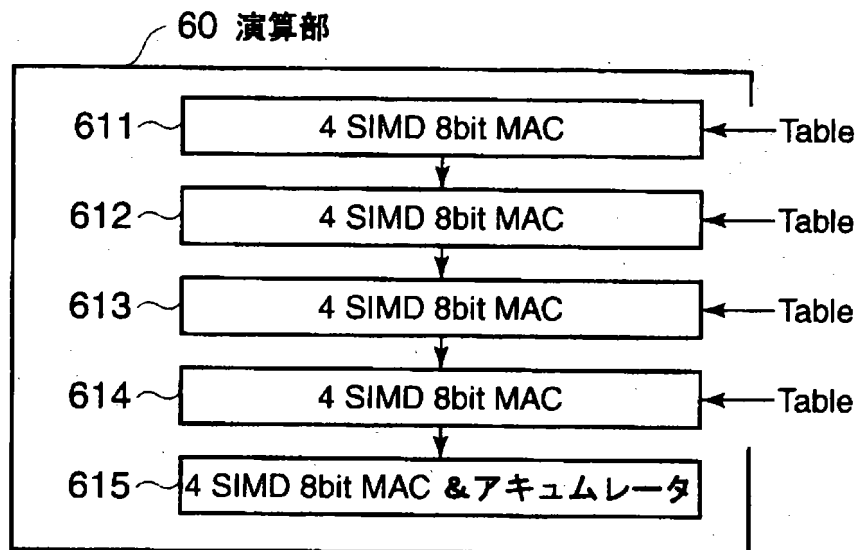 60 演算部
611 4 SIMD 8bit MAC Table
612 4 SIMD 8bit MAC Table
613 4 SIMD 8bit MAC Table
614 4 SIMD 8bit MAC Table
615 4 SIMD 8bit MAC &アキュムレータ